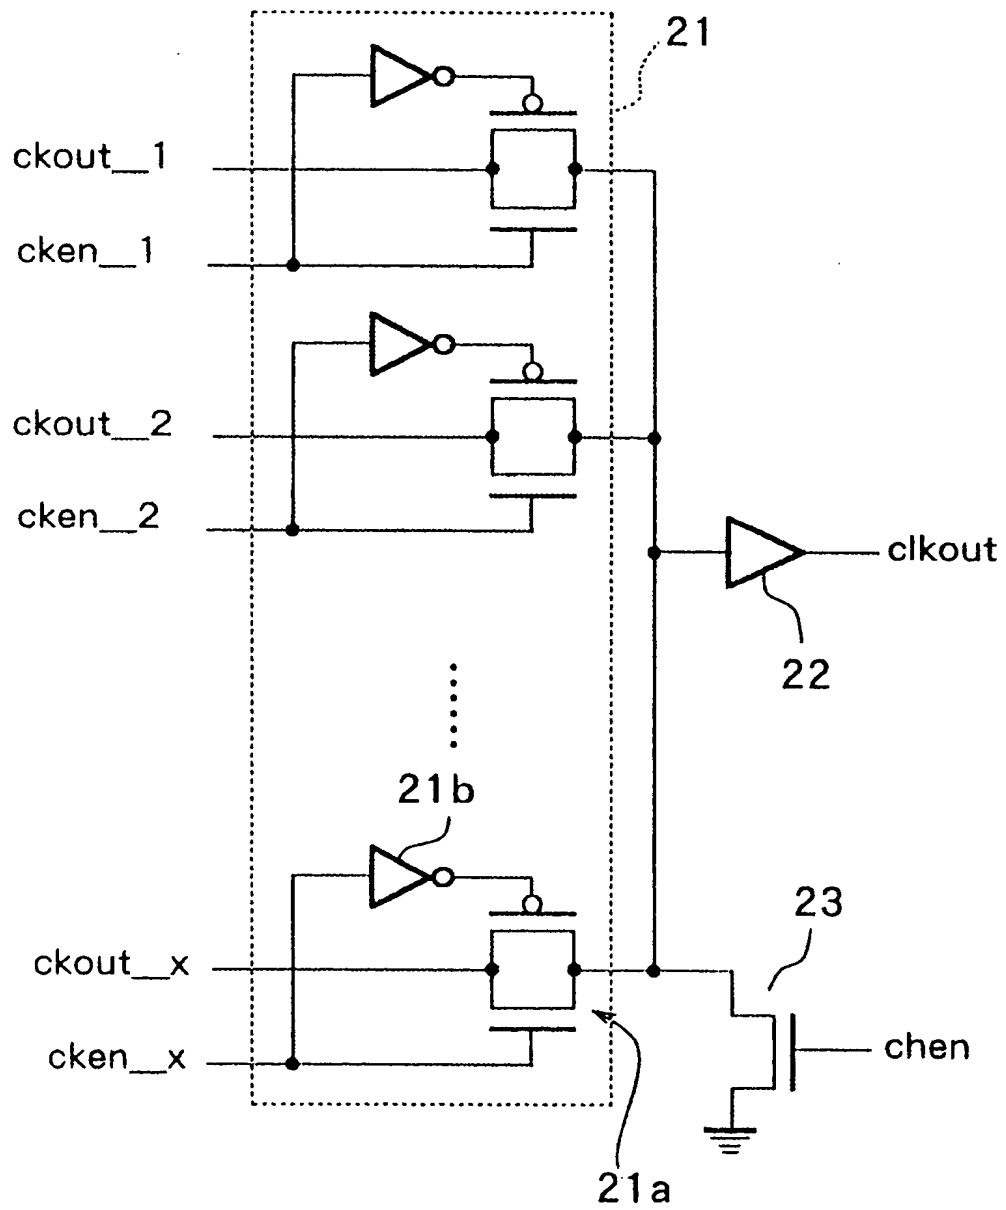 21
ckout__1
cken__1
ckout__2
cken__2
clkout
22
21b
23
ckout__x
chen
cken__x
21a